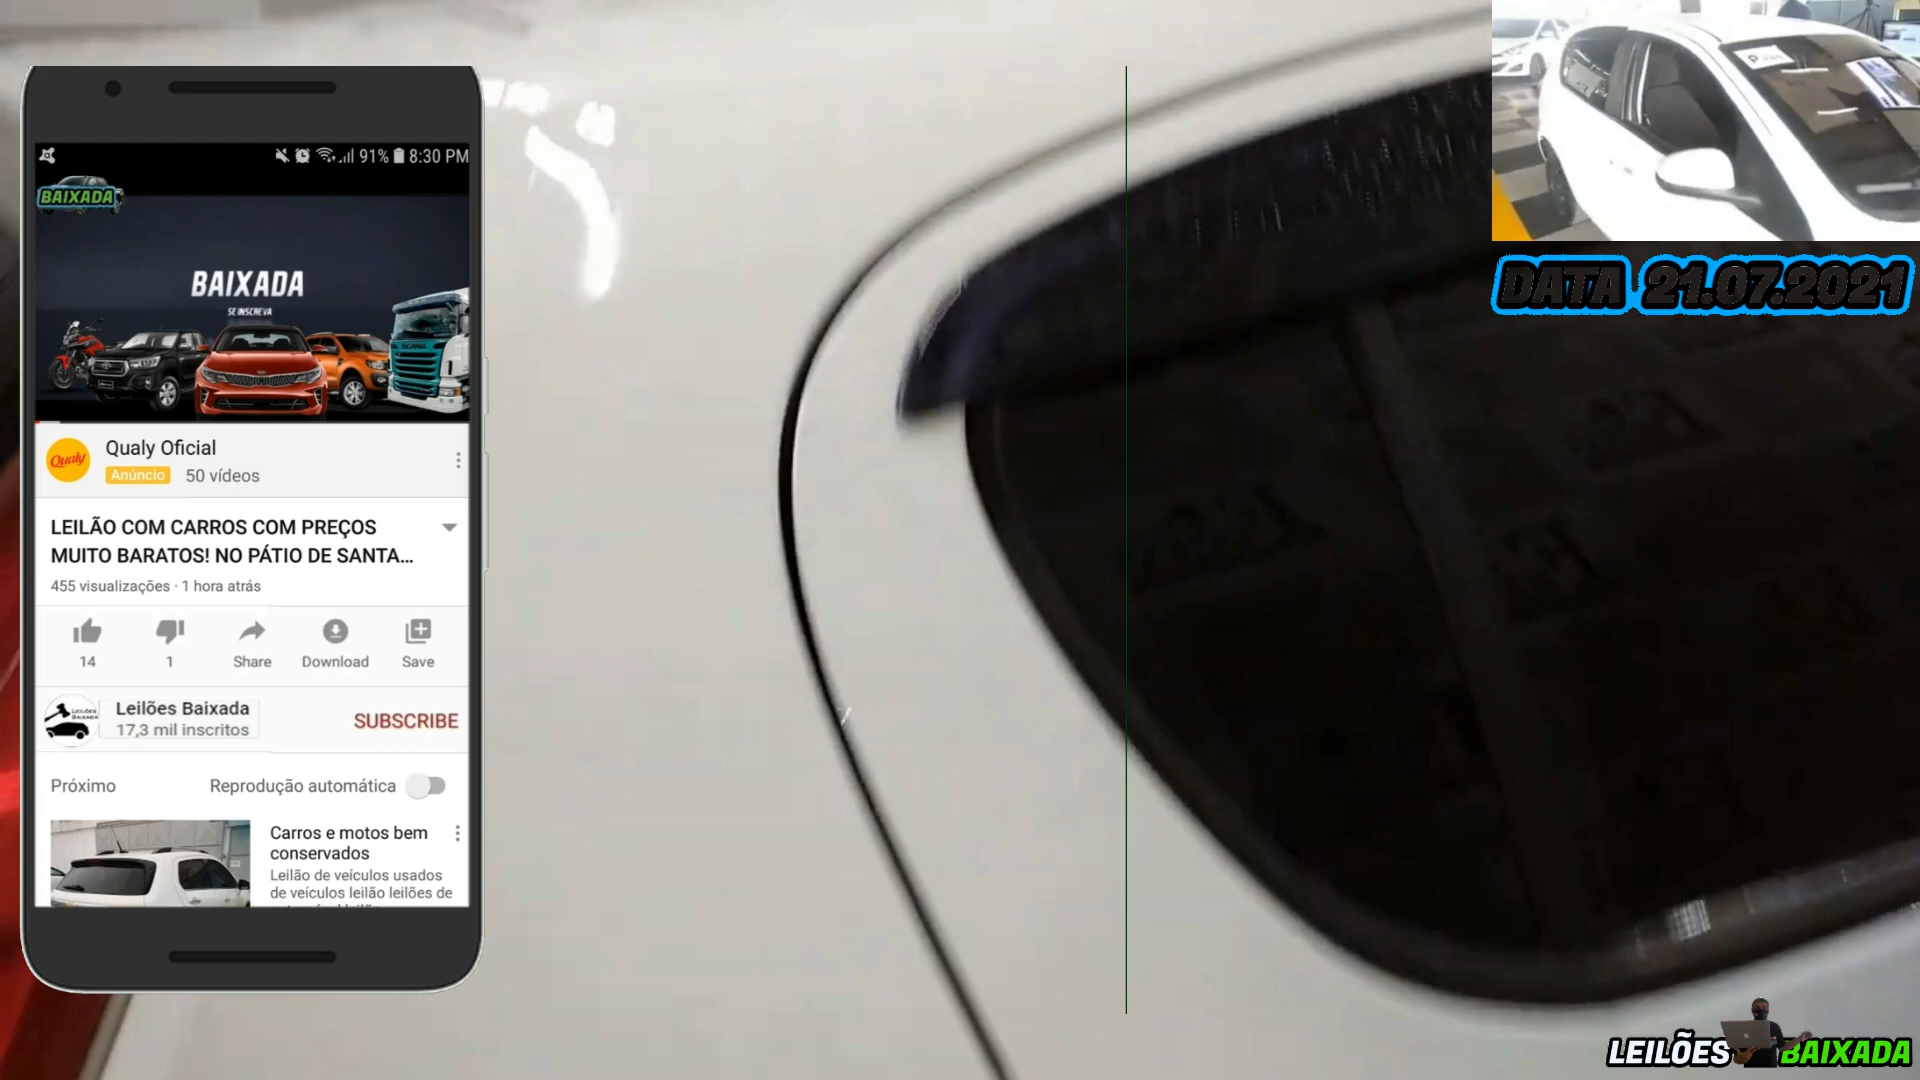 91% 8:30 PM
BAIXADA
BAIXADA
SE INSCREVA
SCANIA
Qualy
Qualy Oficial
Anúncio 50 vídeos
LEILÃO COM CARROS COM PREÇOS
MUITO BARATOS! NO PÁTIO DE SANTA...
455 visualizações · 1 hora atrás
14 1 Share Download Save
LEILÕES
BAIXADA
Leilões Baixada
17,3 mil inscritos
SUBSCRIBE
Próximo Reprodução automática
Carros e motos bem
conservados
Leilão de veículos usados
de veículos leilão leilões de
DATA 21.07.2021
LEILÕES BAIXADA